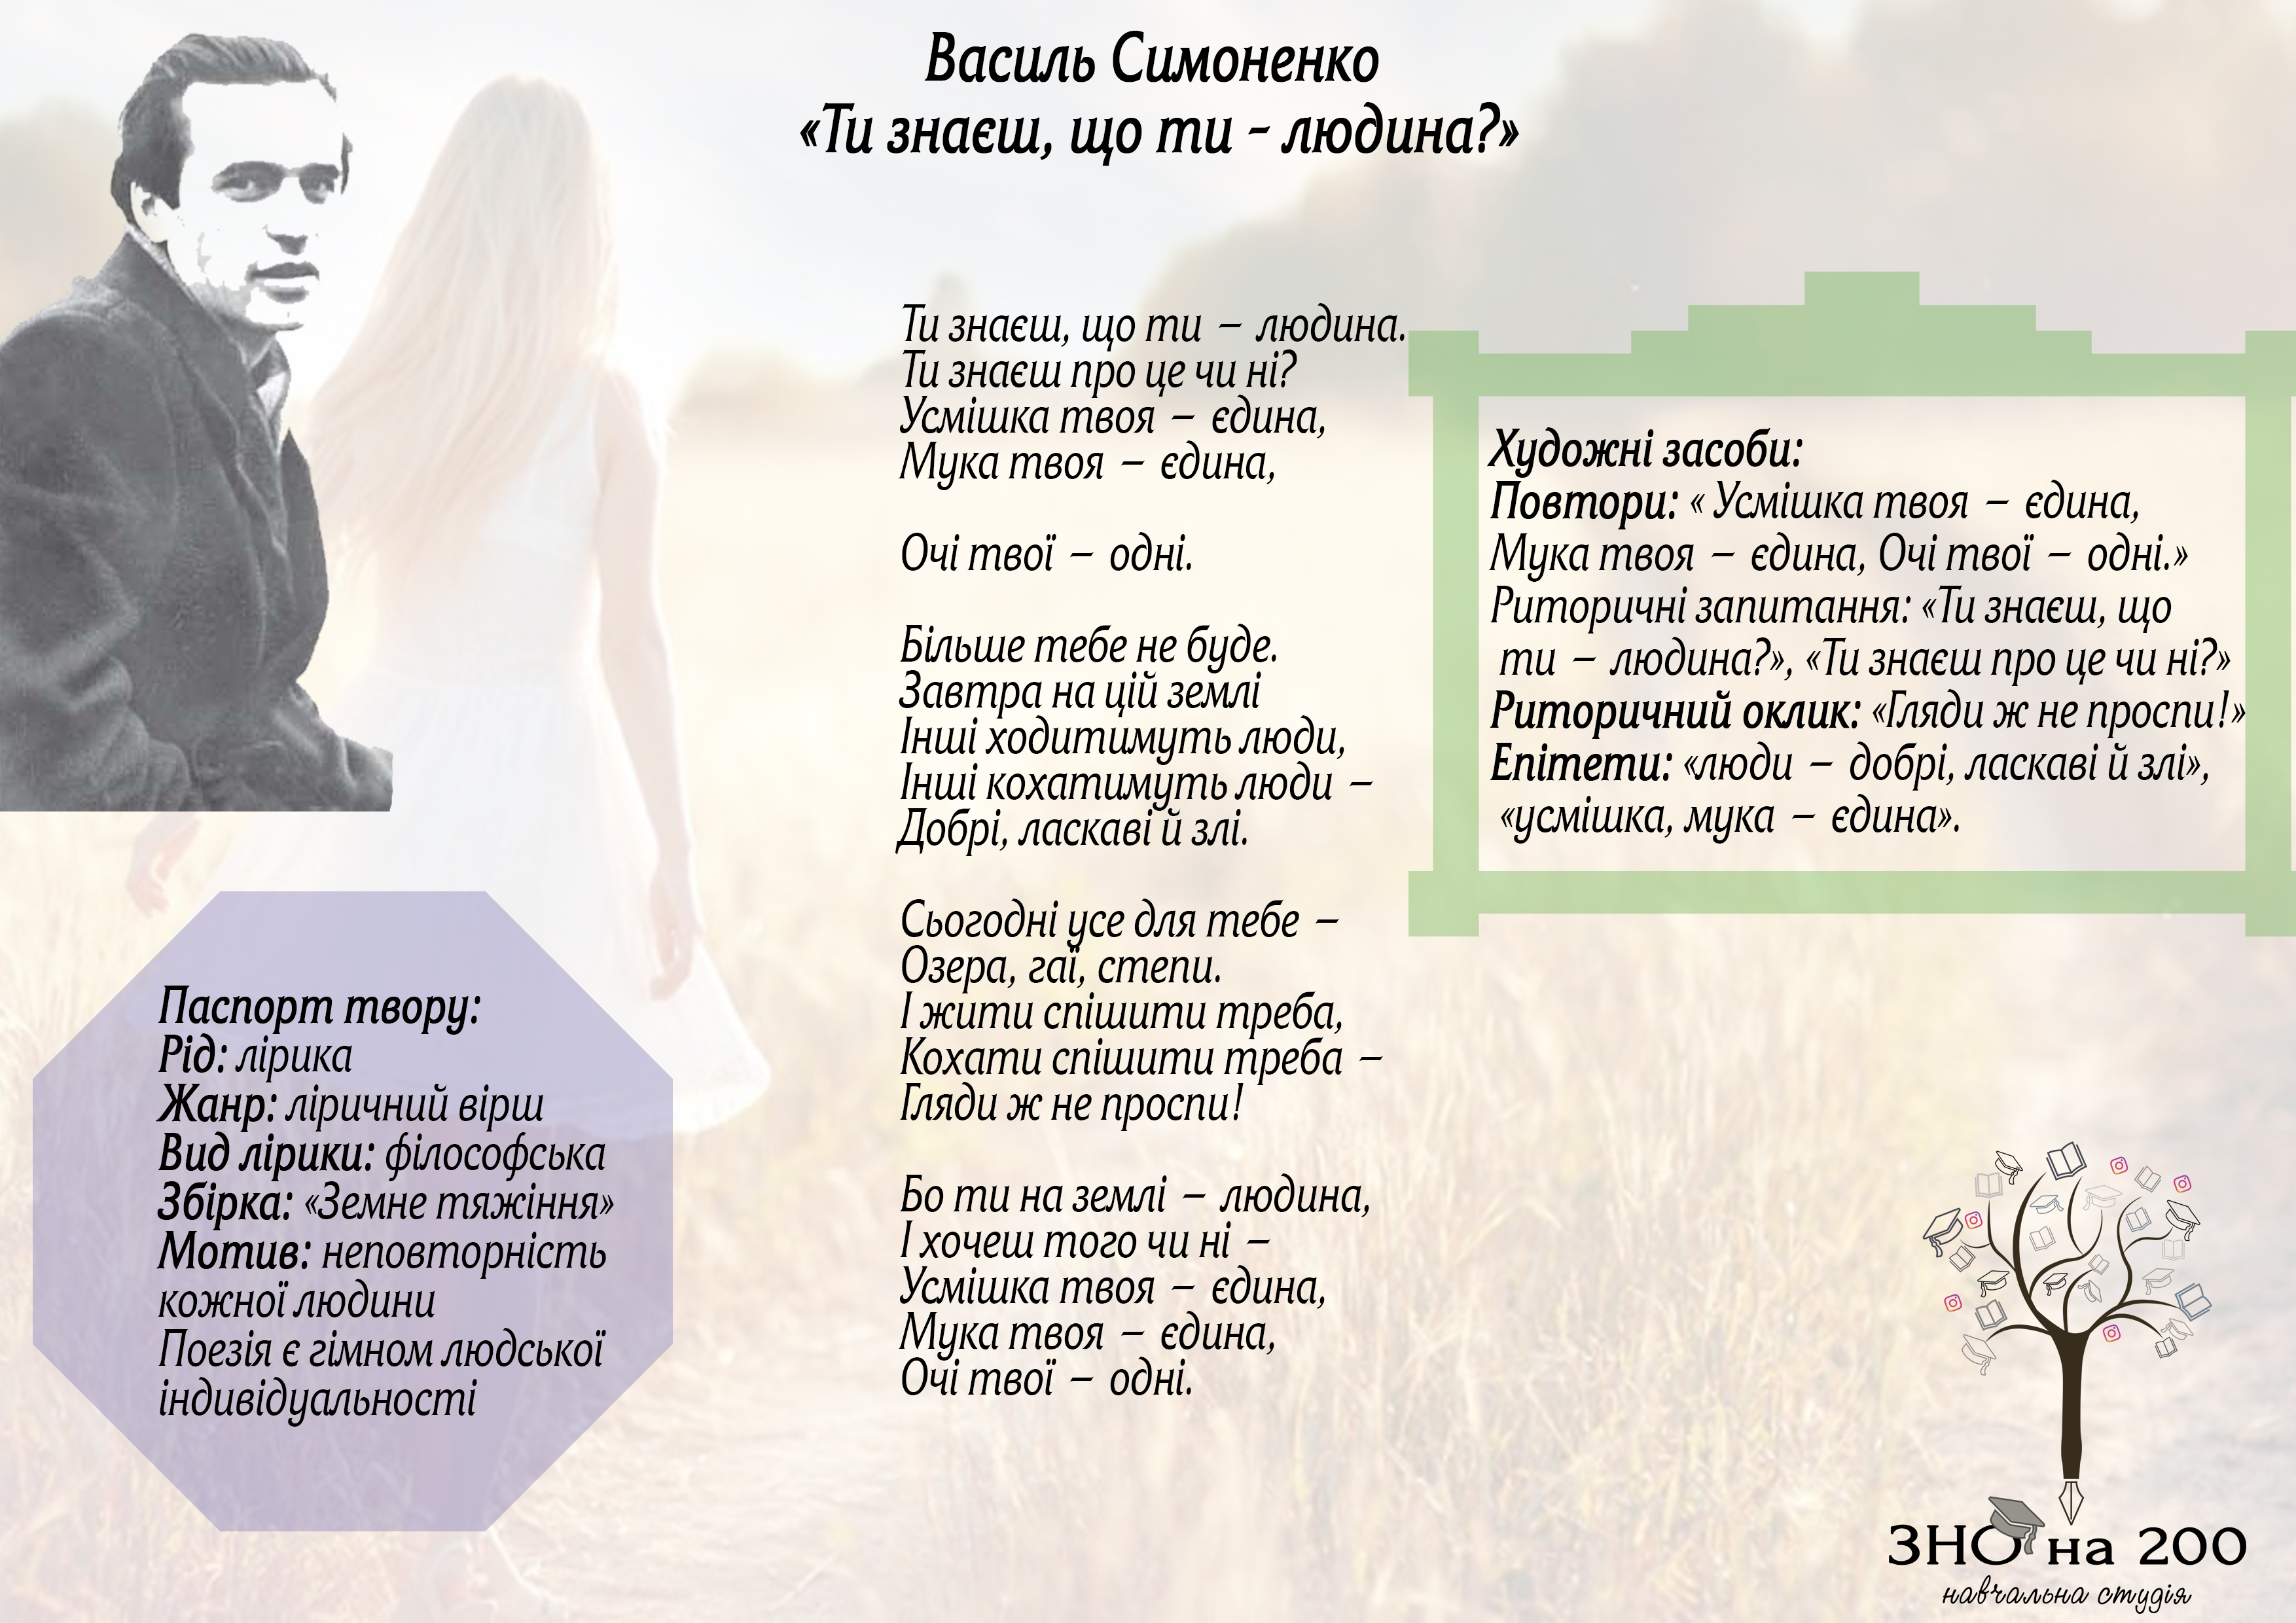 Василь Симоненко
«Ти знаєш, що ти - людина?»
Ти знаєш, що ти – людина.
Ти знаєш про це чи ні?
Усмішка твоя – єдина,
Мука твоя – єдина,
Очі твої – одні.
Більше тебе не буде.
Завтра на цій землі
Інші ходитимуть люди,
Інші кохатимуть люди –
Добрі, ласкаві й злі.
Сьогодні усе для тебе –
Озера, гаї, степи.
І жити спішити треба,
Кохати спішити треба –
Гляди ж не проспи!
Бо ти на землі – людина,
І хочеш того чи ні –
Усмішка твоя – єдина,
Мука твоя – єдина,
Очі твої – одні.
Художні засоби:
Повтори: « Усмішка твоя – єдина,
Мука твоя – єдина, Очі твої – одні.»
Риторичні запитання: «Ти знаєш, що
ти – людина?», «Ти знаєш про це чи ні?»
Риторичний оклик: «Гляди ж не проспи!»
Епітети: «люди – добрі, ласкаві й злі»,
«усмішка, мука – єдина».
Паспорт твору:
Рід: лірика
Жанр: ліричний вірш
Вид лірики: філософська
Збірка: «Земне тяжіння»
Мотив: неповторність
кожної людини
Поезія є гімном людської
індивідуальності
ЗНО на 200
навчальна студія